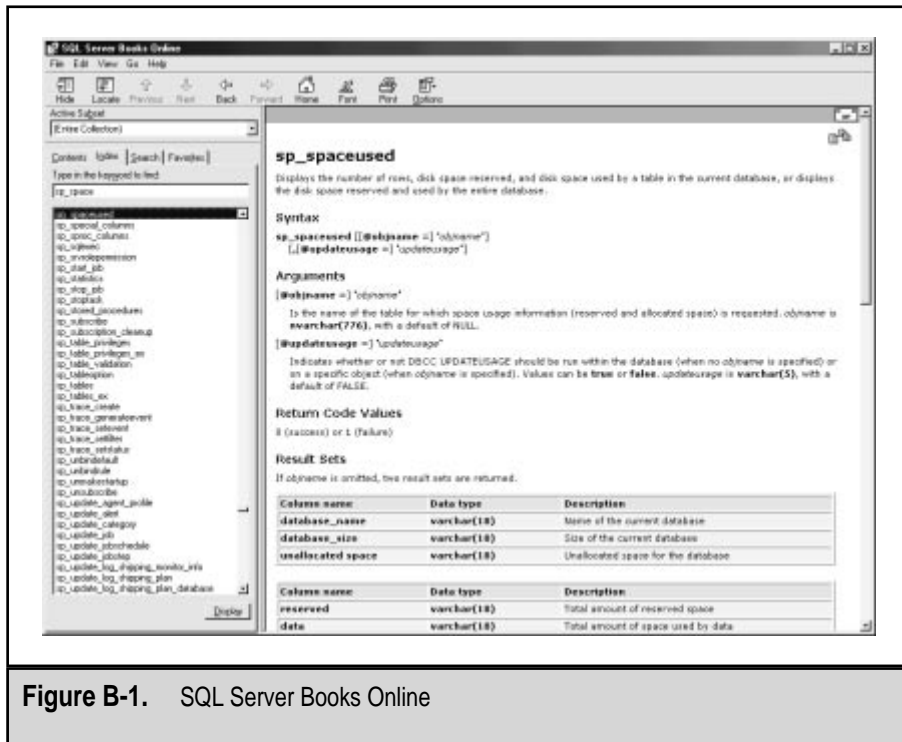 SQL Server Books Online
File Edit View Go Help
Hide Locate Previous Next Back Forward Home Font Print Options
Active Subset
(Entire Collection)
Contents Index Search Favorites
Type in the keyword to find:
sp_space
sp_spaceused
sp_special_columns
sp_sproc_columns
sp_sqlexec
sp_srvrolepermission
sp_start_job
sp_statistics
sp_stop_job
sp_stoptask
sp_stored_procedures
sp_subscribe
sp_subscription_cleanup
sp_table_privileges
sp_table_privileges_ex
sp_table_validation
sp_tableoption
sp_tables
sp_tables_ex
sp_trace_create
sp_trace_generateevent
sp_trace_setevent
sp_trace_setfilter
sp_trace_setstatus
sp_unbindefault
sp_unbindrule
sp_unmakestartup
sp_unsubscribe
sp_update_agent_profile
sp_update_alert
sp_update_category
sp_update_job
sp_update_jobschedule
sp_update_jobstep
sp_update_log_shipping_monitor_info
sp_update_log_shipping_plan
sp_update_log_shipping_plan_database
Display
sp_spaceused
Displays the number of rows, disk space reserved, and disk space used by a table in the current database, or displays
the disk space reserved and used by the entire database.
Syntax
sp_spaceused [[@objname =] 'objname']
[,[@updateusage =] 'updateusage']
Arguments
[@objname =] 'objname'
Is the name of the table for which space usage information (reserved and allocated space) is requested. objname is
nvarchar(776), with a default of NULL.
[@updateusage =] 'updateusage'
Indicates whether or not DBCC UPDATEUSAGE should be run within the database (when no objname is specified) or
on a specific object (when objname is specified). Values can be true or false. updateusage is varchar(5), with a
default of FALSE.
Return Code Values
0 (success) or 1 (failure)
Result Sets
If objname is omitted, two result sets are returned.
Column name Data type Description
database_name varchar(18) Name of the current database
database_size varchar(18) Size of the current database
unallocated space varchar(18) Unallocated space for the database
Column name Data type Description
reserved varchar(18) Total amount of reserved space
data varchar(18) Total amount of space used by data
Figure B-1. SQL Server Books Online